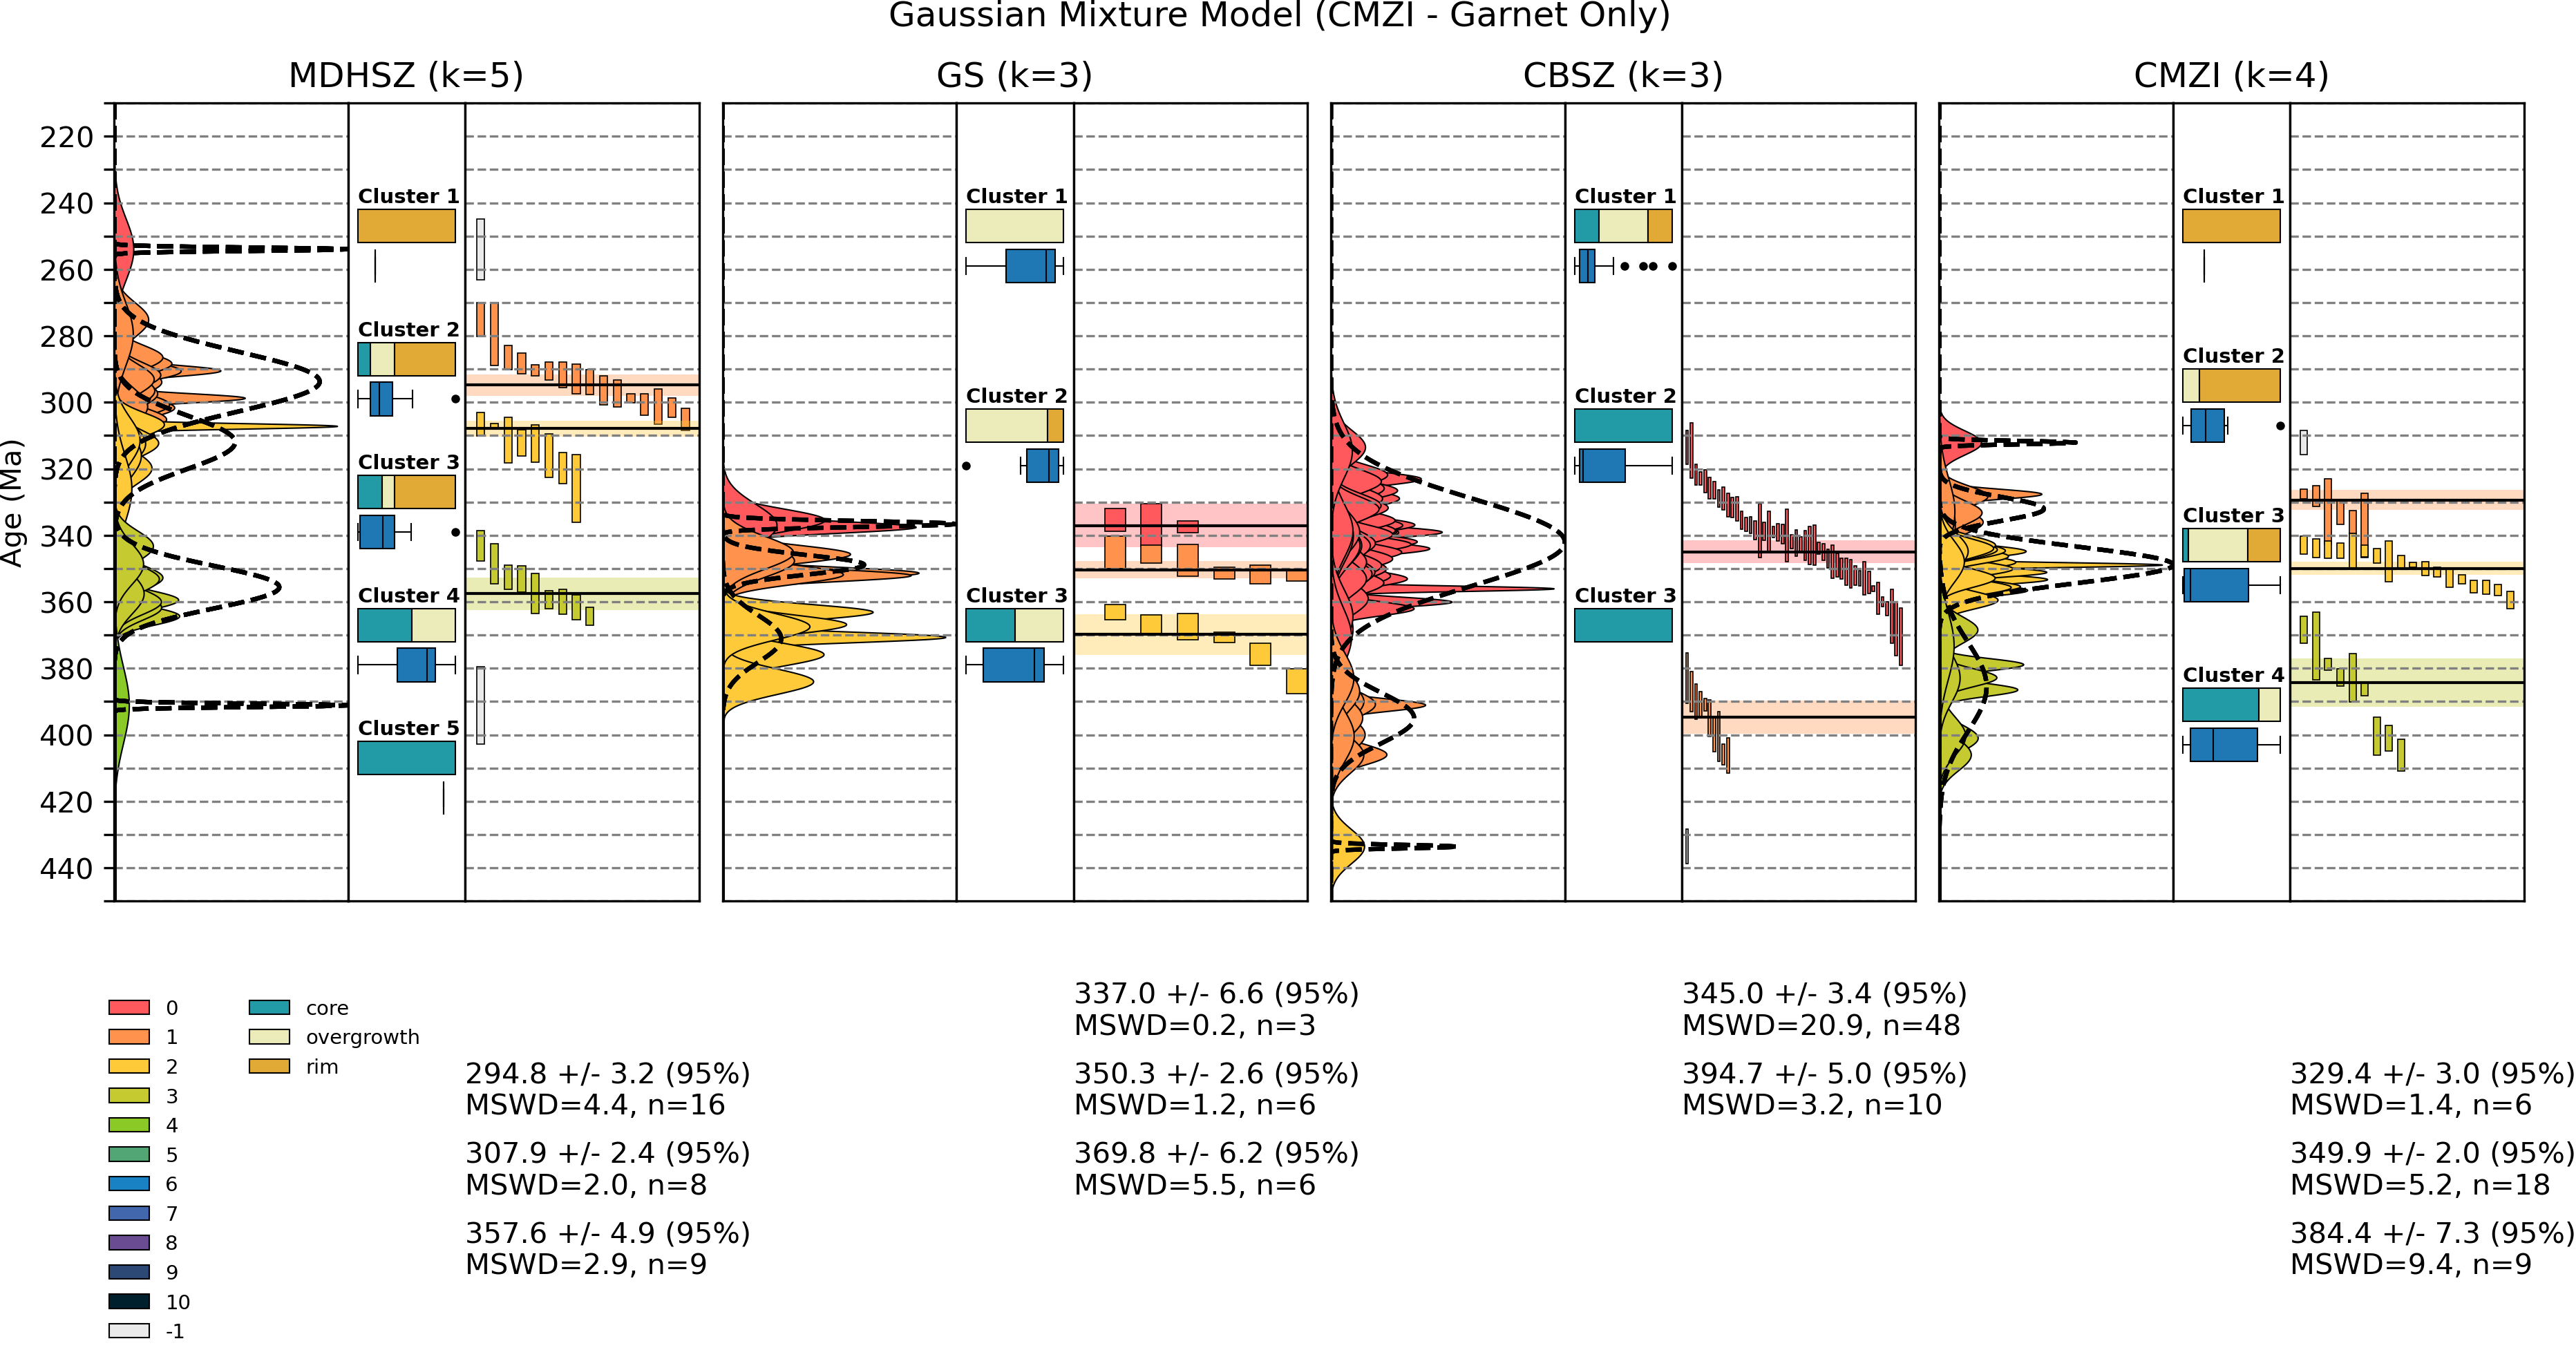 Gaussian Mixture Model (CMZI - Garnet Only)
MDHSZ (k=5)
GS (k=3)
CBSZ (k=3)
CMZI (k=4)
Age (Ma)
220
240
260
280
300
320
340
360
380
400
420
440
Cluster 1
Cluster 2
Cluster 3
Cluster 4
Cluster 5
Cluster 1
Cluster 2
Cluster 3
Cluster 1
Cluster 2
Cluster 3
Cluster 1
Cluster 2
Cluster 3
Cluster 4
0
1
2
3
4
5
6
7
8
9
10
-1
core
overgrowth
rim
294.8 +/- 3.2 (95%)
MSWD=4.4, n=16
307.9 +/- 2.4 (95%)
MSWD=2.0, n=8
357.6 +/- 4.9 (95%)
MSWD=2.9, n=9
337.0 +/- 6.6 (95%)
MSWD=0.2, n=3
350.3 +/- 2.6 (95%)
MSWD=1.2, n=6
369.8 +/- 6.2 (95%)
MSWD=5.5, n=6
345.0 +/- 3.4 (95%)
MSWD=20.9, n=48
394.7 +/- 5.0 (95%)
MSWD=3.2, n=10
329.4 +/- 3.0 (95%)
MSWD=1.4, n=6
349.9 +/- 2.0 (95%)
MSWD=5.2, n=18
384.4 +/- 7.3 (95%)
MSWD=9.4, n=9